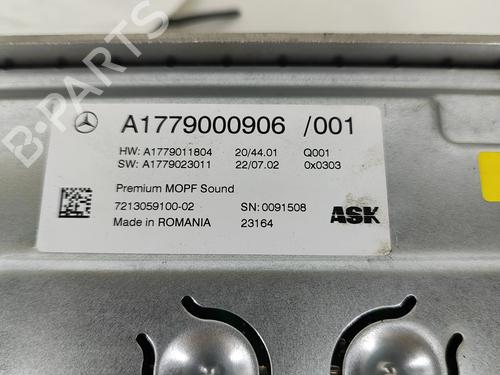 A1779000906 /001
HW: A1779011804 20/44.01 Q001
SW: A1779023011 22/07.02 0x0303
Premium MOPF Sound
7213059100-02 SN: 0091508
Made in ROMANIA 23164 ASK
B-PARTS